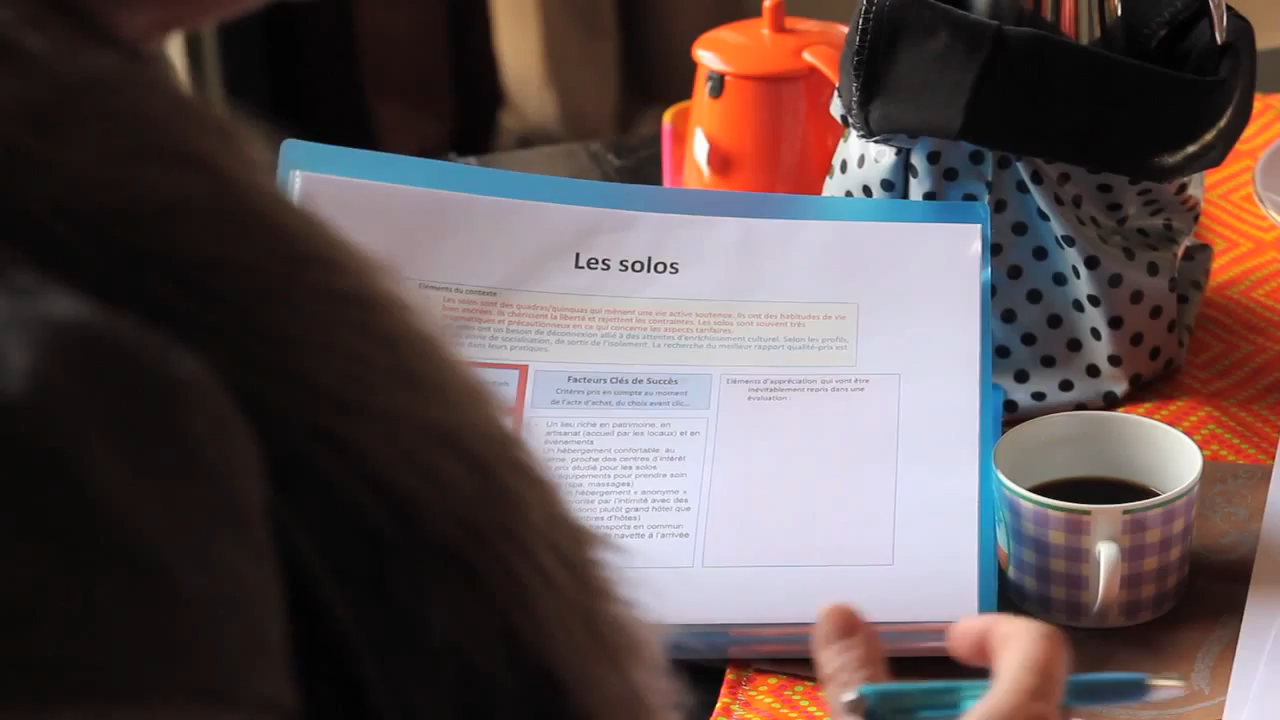 Les solos
Eléments du contexte :
Les solos sont des quadras/quinquas qui mènent une vie active soutenue. Ils ont des habitudes de vie
bien ancrées. Ils chérissent la liberté et rejettent les contraintes. Les solos sont souvent très
pragmatiques et précautionneux en ce qui concerne les aspects tarifaires.
ont un besoin de déconnexion allié à des attentes d'enrichissement culturel. Selon les profils,
envie de socialisation, de sortir de l'isolement. La recherche du meilleur rapport qualité-prix est
dans leurs pratiques.
Facteurs Clés de Succès
Critères pris en compte au moment
de l'acte d'achat, du choix avant clic...
Eléments d'appréciation qui vont être
inévitablement repris dans une
évaluation :
- Un lieu riche en patrimoine, en
artisanat (accueil par les locaux) et en
évènements
Un hébergement confortable, au
calme, proche des centres d'intérêt
prix étudié pour les solos
équipements pour prendre soin
(spa, massages)
hébergement « anonyme »
par l'intimité avec des
plutôt grand hôtel que
d'hôtes)
transports en commun
navette à l'arrivée